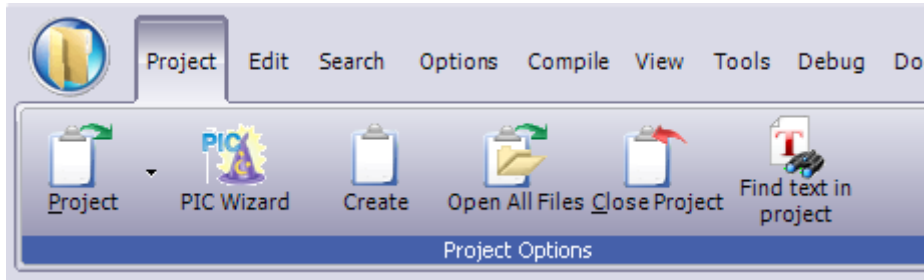 Project Edit Search Options Compile View Tools Debug Do
PIC
T
Project PIC Wizard Create Open All Files Close Project Find text in
project
Project Options